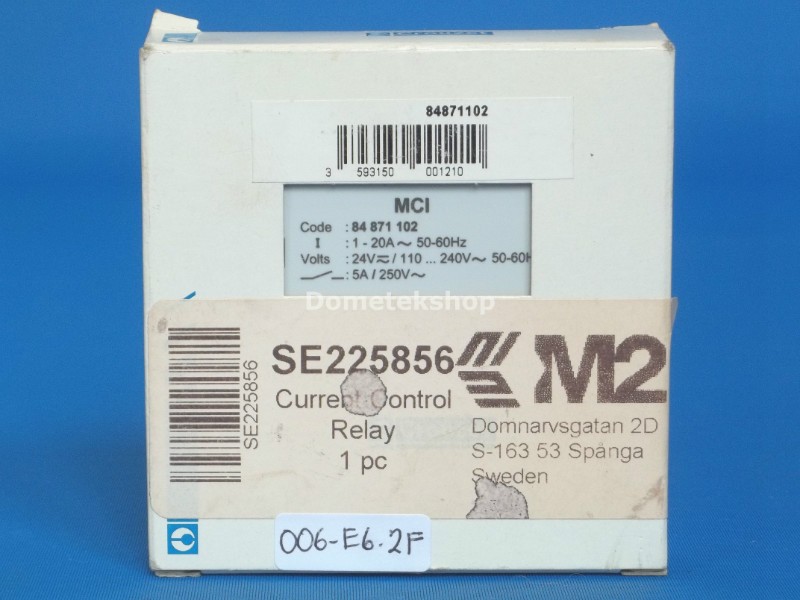 84871102
3 593150 001210
MCI
Code : 84 871 102
I : 1 - 20A ~ 50-60Hz
Volts : 24V ⎓ / 110 ... 240V ~ 50-60H
: 5A / 250V ~
Dometekshop
SE225856
SE225856
Current Control
Relay
1 pc
M2
Domnarvsgatan 2D
S-163 53 Spånga
Sweden
006-E6.2F